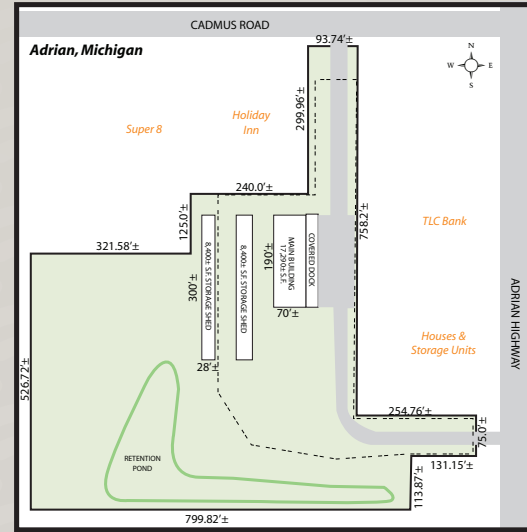 CADMUS ROAD
Adrian, Michigan
93.74'±
N
W
E
S
299.96'±
Super 8
Holiday
Inn
240.0'±
125.0'±
321.58'±
758.2'±
TLC Bank
ADRIAN HIGHWAY
8,400± S.F. STORAGE SHED
8,400± S.F. STORAGE SHED
MAIN BUILDING
17,290± S.F.
COVERED DOCK
300'±
190'±
70'±
28'±
Houses &
Storage Units
526.72'±
254.76'±
75.0'±
131.15'±
113.87'±
RETENTION
POND
799.82'±